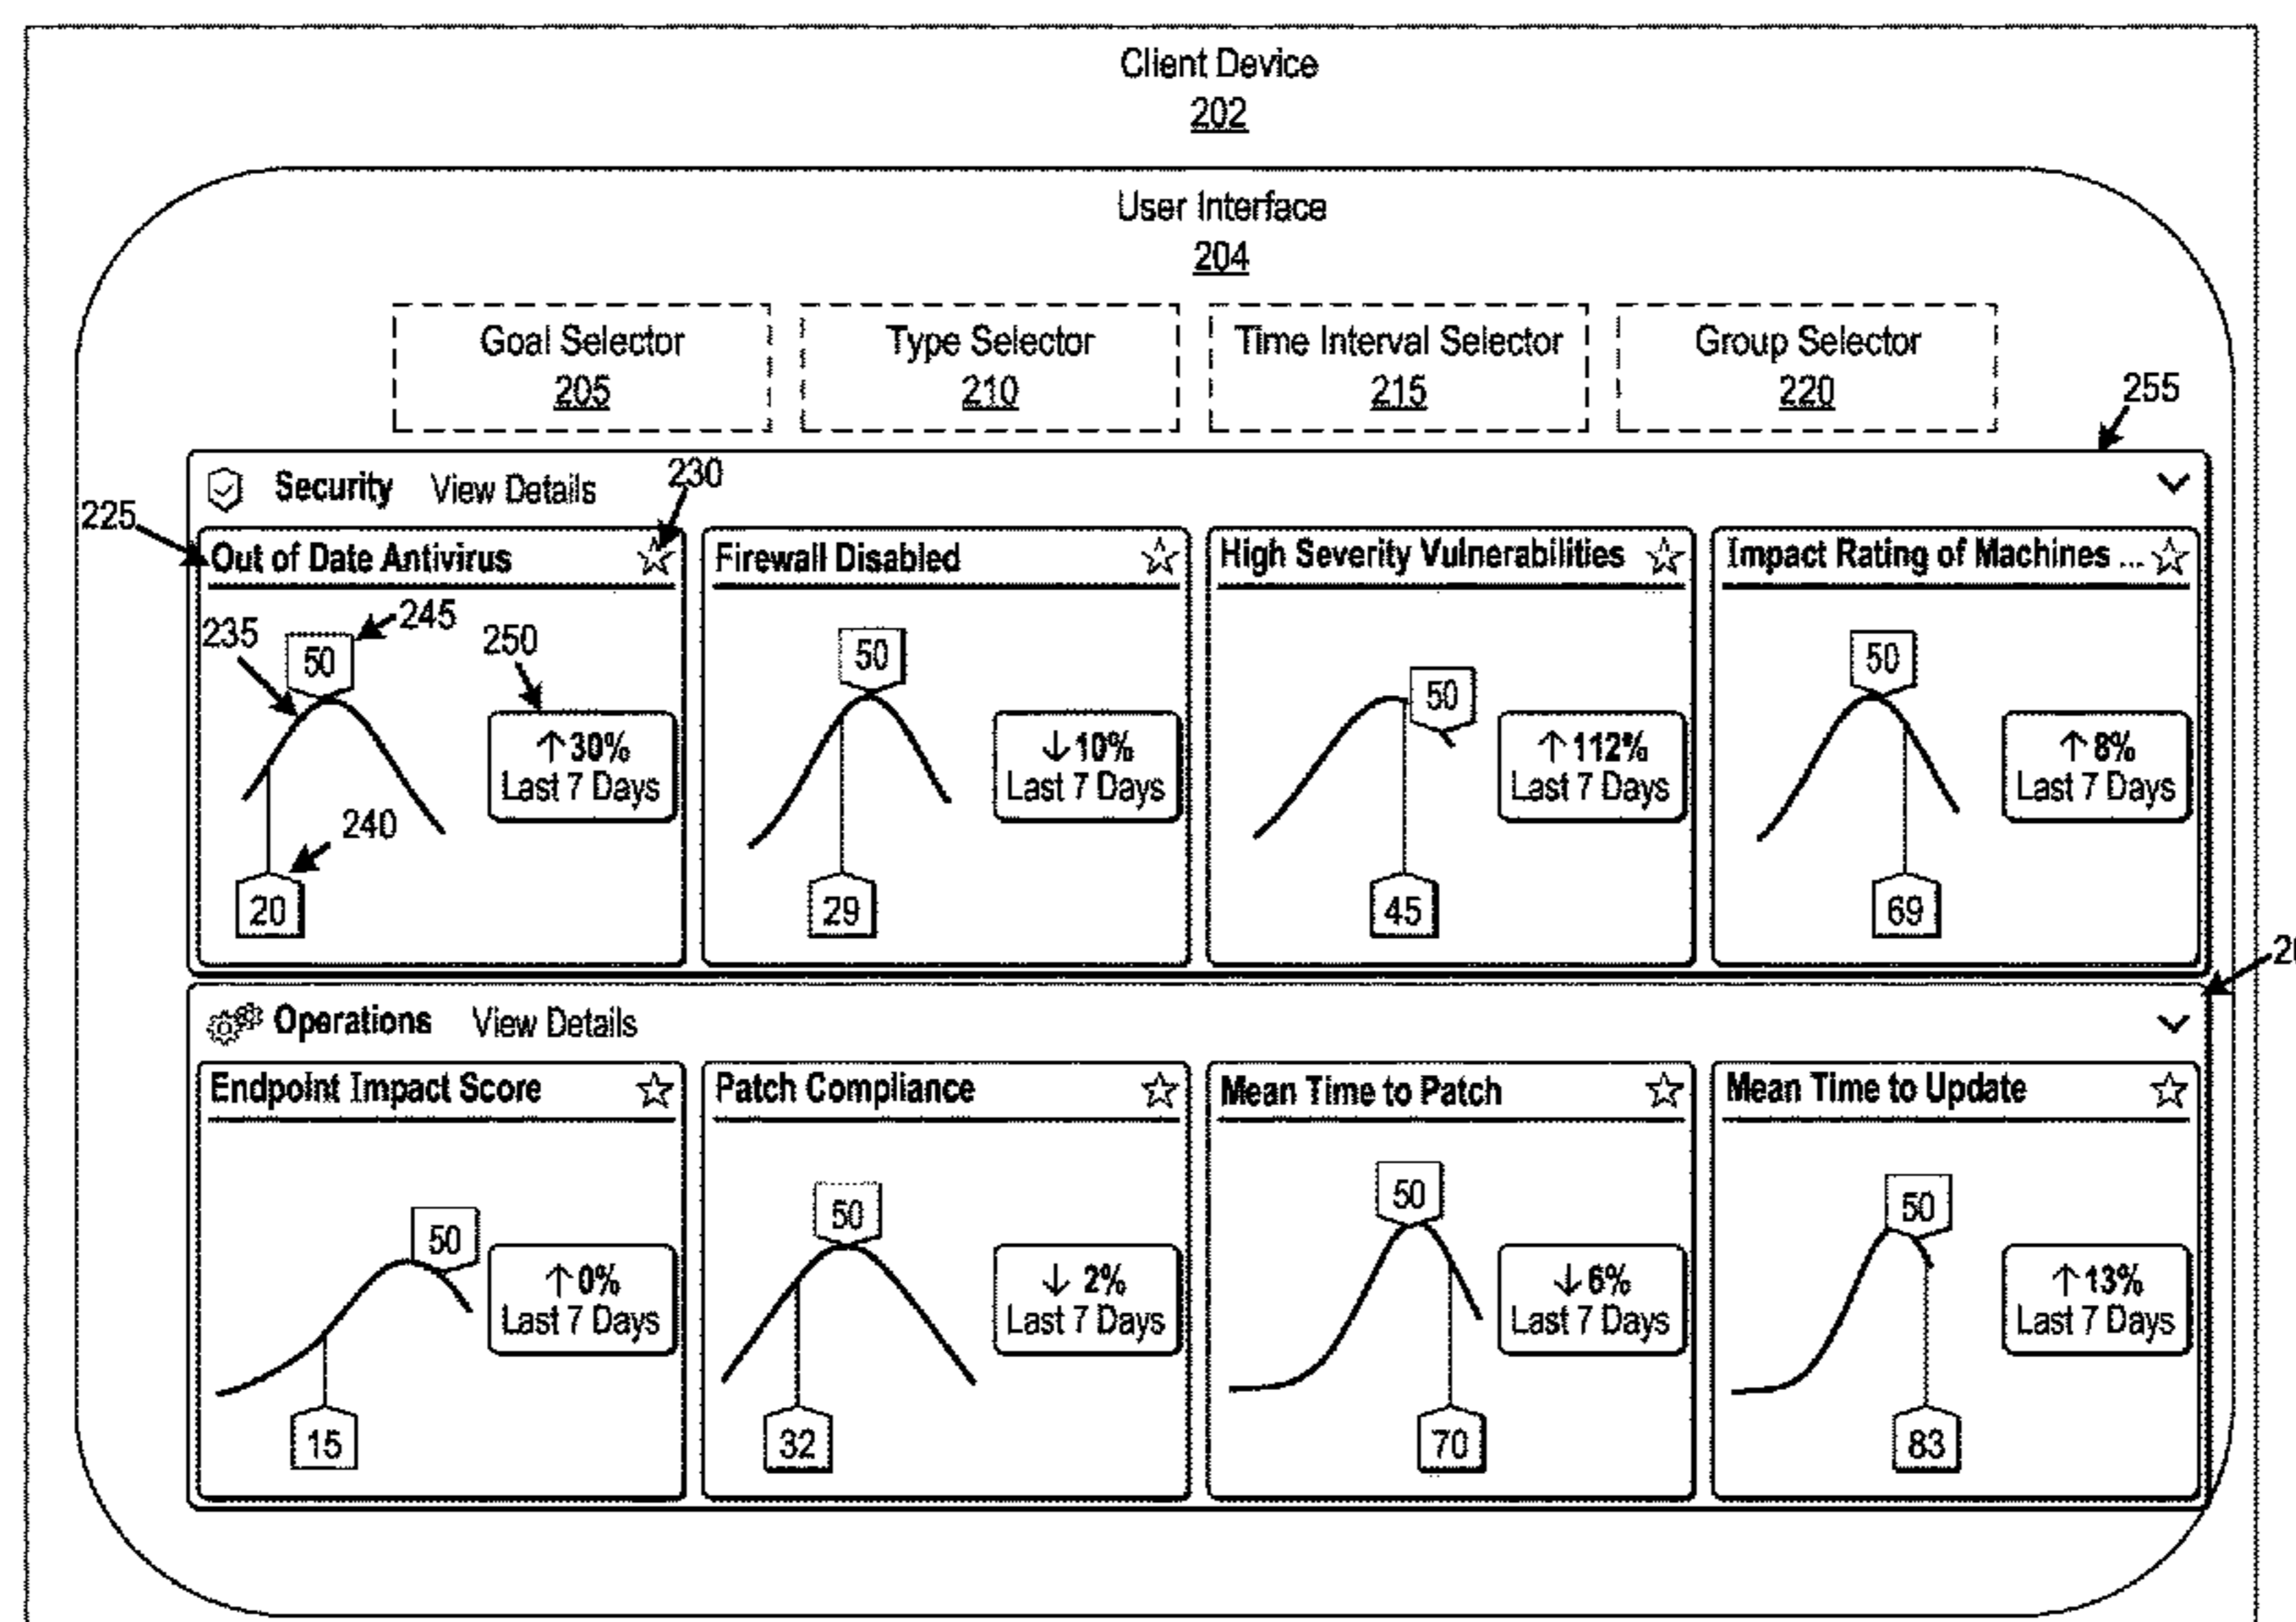 Client Device
202
User Interface
204
Goal Selector
205
Type Selector
210
Time Interval Selector
215
Group Selector
220
255
Security View Details
230
225
Out of Date Antivirus
Firewall Disabled
High Severity Vulnerabilities
Impact Rating of Machines ...
235
245
250
50
50
50
50
↑30%
Last 7 Days
↓10%
Last 7 Days
↑112%
Last 7 Days
↑8%
Last 7 Days
240
20
29
45
69
Operations View Details
Endpoint Impact Score
Patch Compliance
Mean Time to Patch
Mean Time to Update
50
50
50
50
↑0%
Last 7 Days
↓ 2%
Last 7 Days
↓6%
Last 7 Days
↑13%
Last 7 Days
15
32
70
83